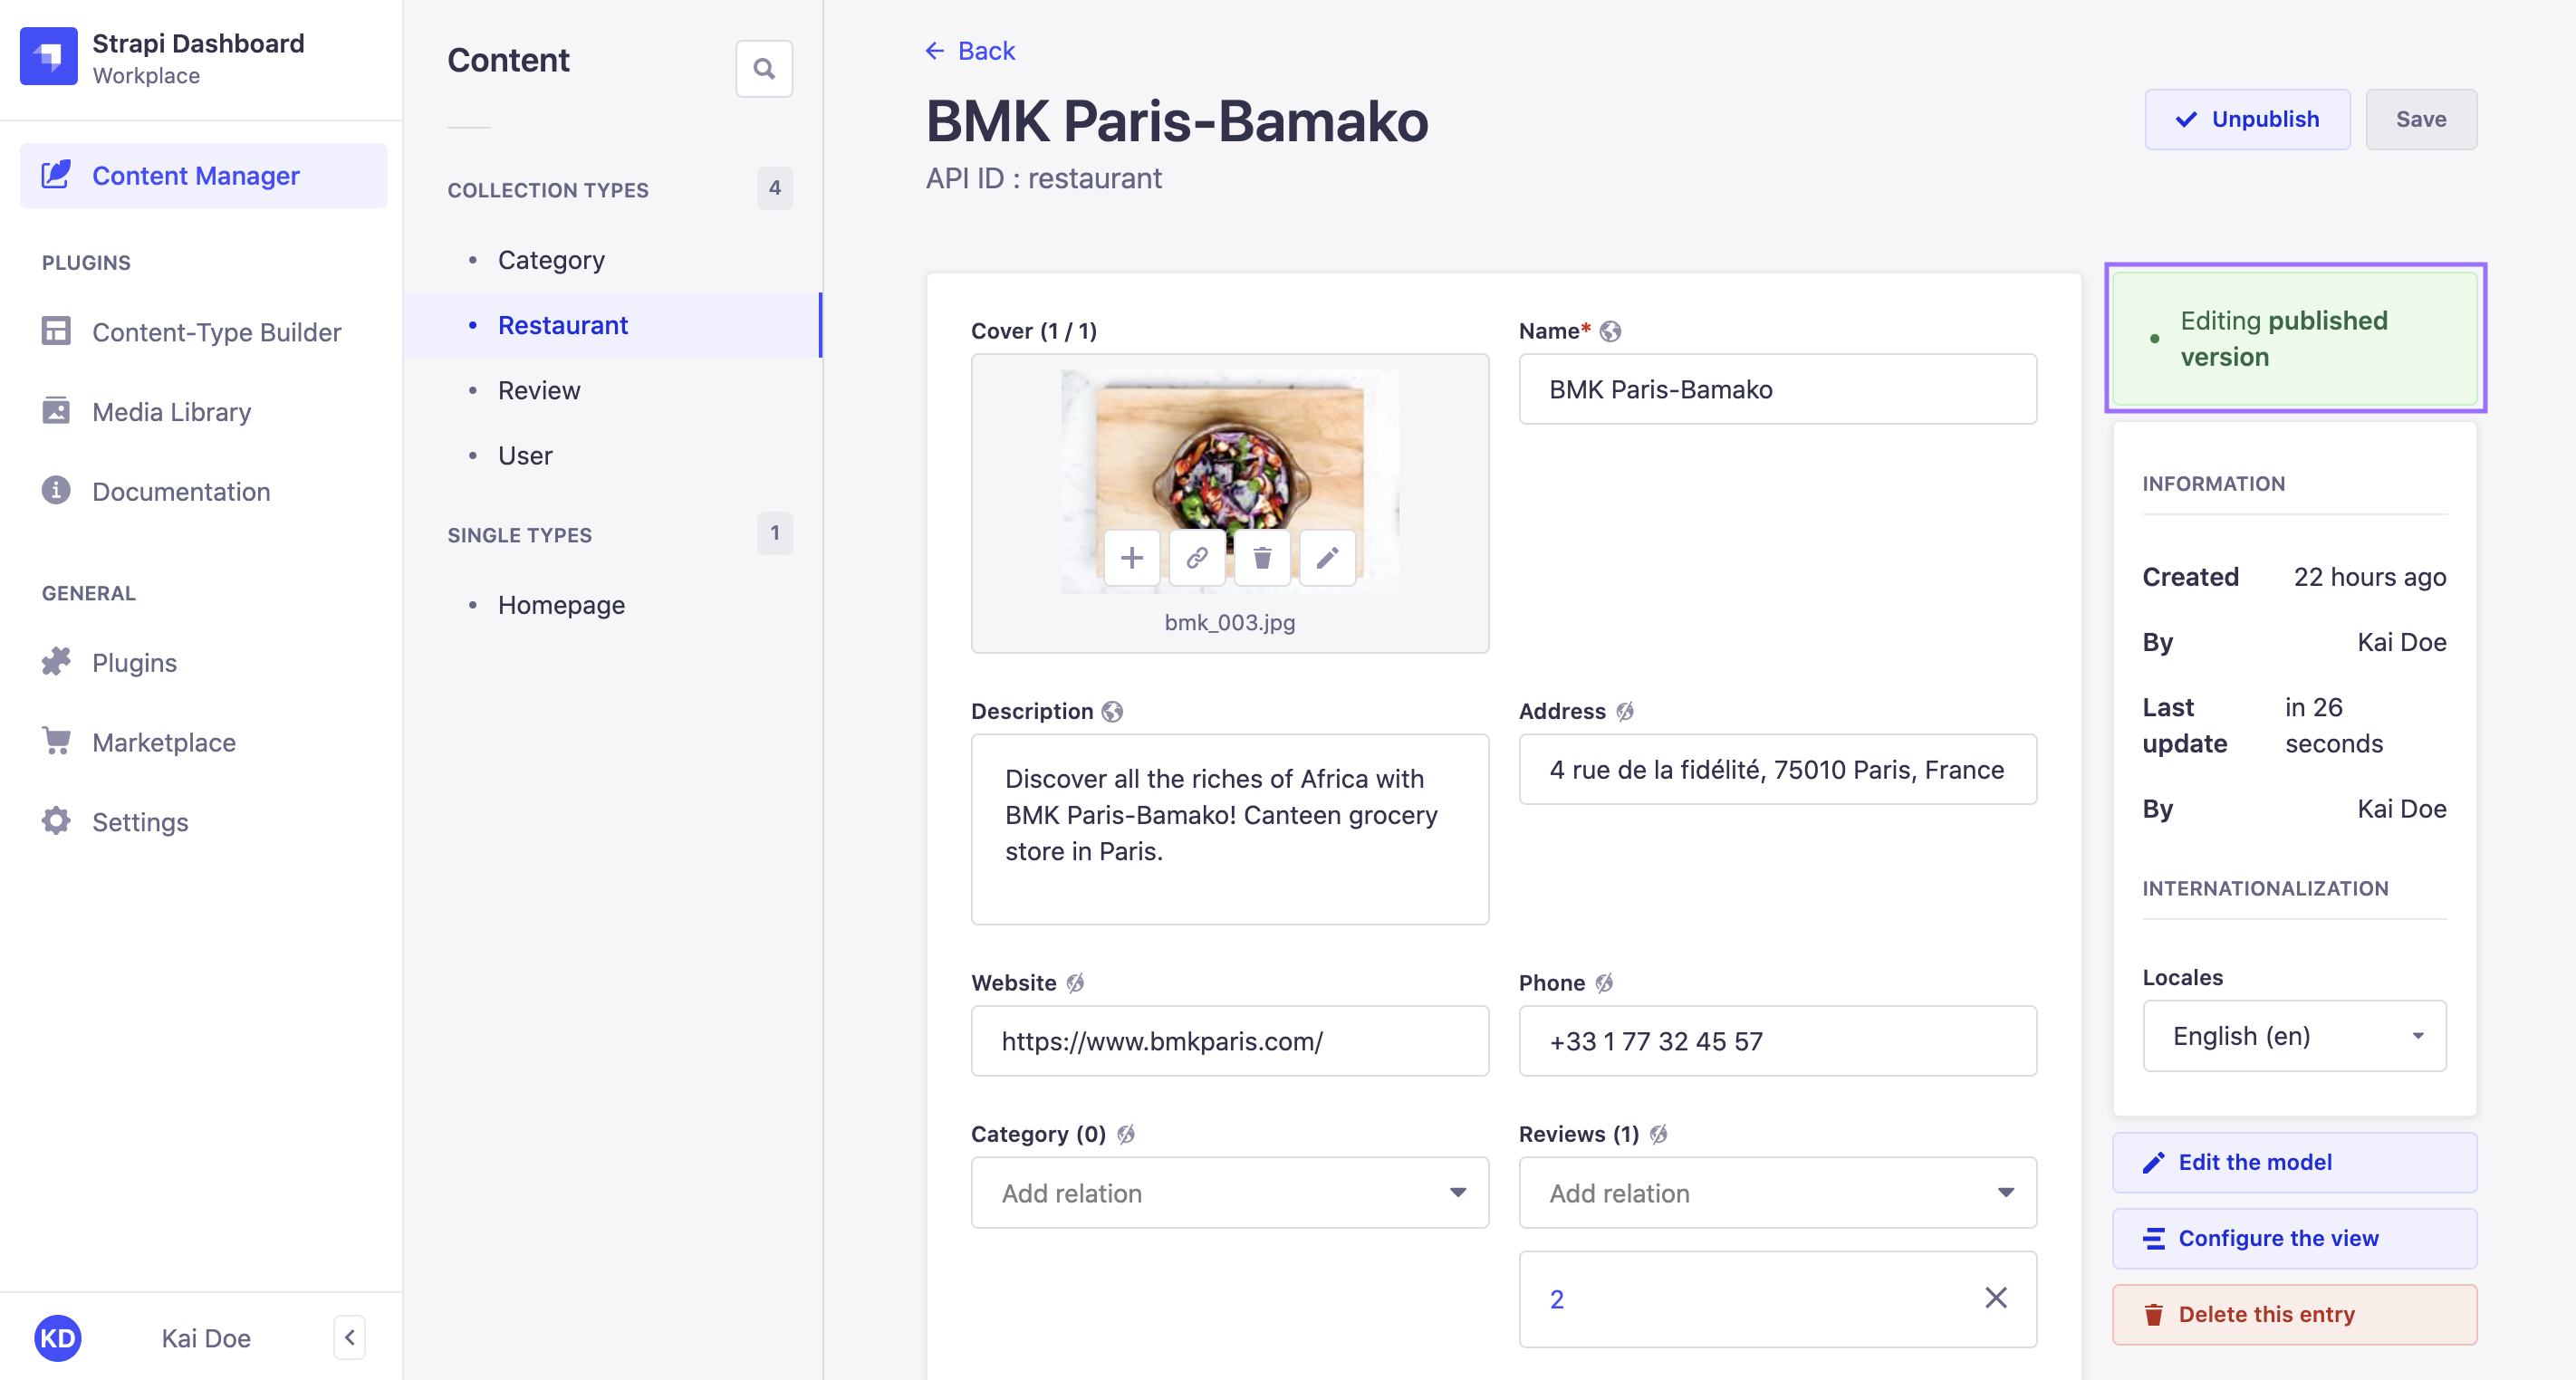 Strapi Dashboard
Workplace
Content Manager
PLUGINS
Content-Type Builder
Media Library
Documentation
GENERAL
Plugins
Marketplace
Settings
KD
Kai Doe
Content
COLLECTION TYPES 4
Category
Restaurant
Review
User
SINGLE TYPES 1
Homepage
Back
BMK Paris-Bamako
API ID : restaurant
Unpublish
Save
Cover (1 / 1)
bmk_003.jpg
Name*
BMK Paris-Bamako
Description
Discover all the riches of Africa with
BMK Paris-Bamako! Canteen grocery
store in Paris.
Address
4 rue de la fidélité, 75010 Paris, France
Website
https://www.bmkparis.com/
Phone
+33 1 77 32 45 57
Category (0)
Add relation
Reviews (1)
Add relation
2
Editing published
version
INFORMATION
Created 22 hours ago
By Kai Doe
Last in 26
update seconds
By Kai Doe
INTERNATIONALIZATION
Locales
English (en)
Edit the model
Configure the view
Delete this entry